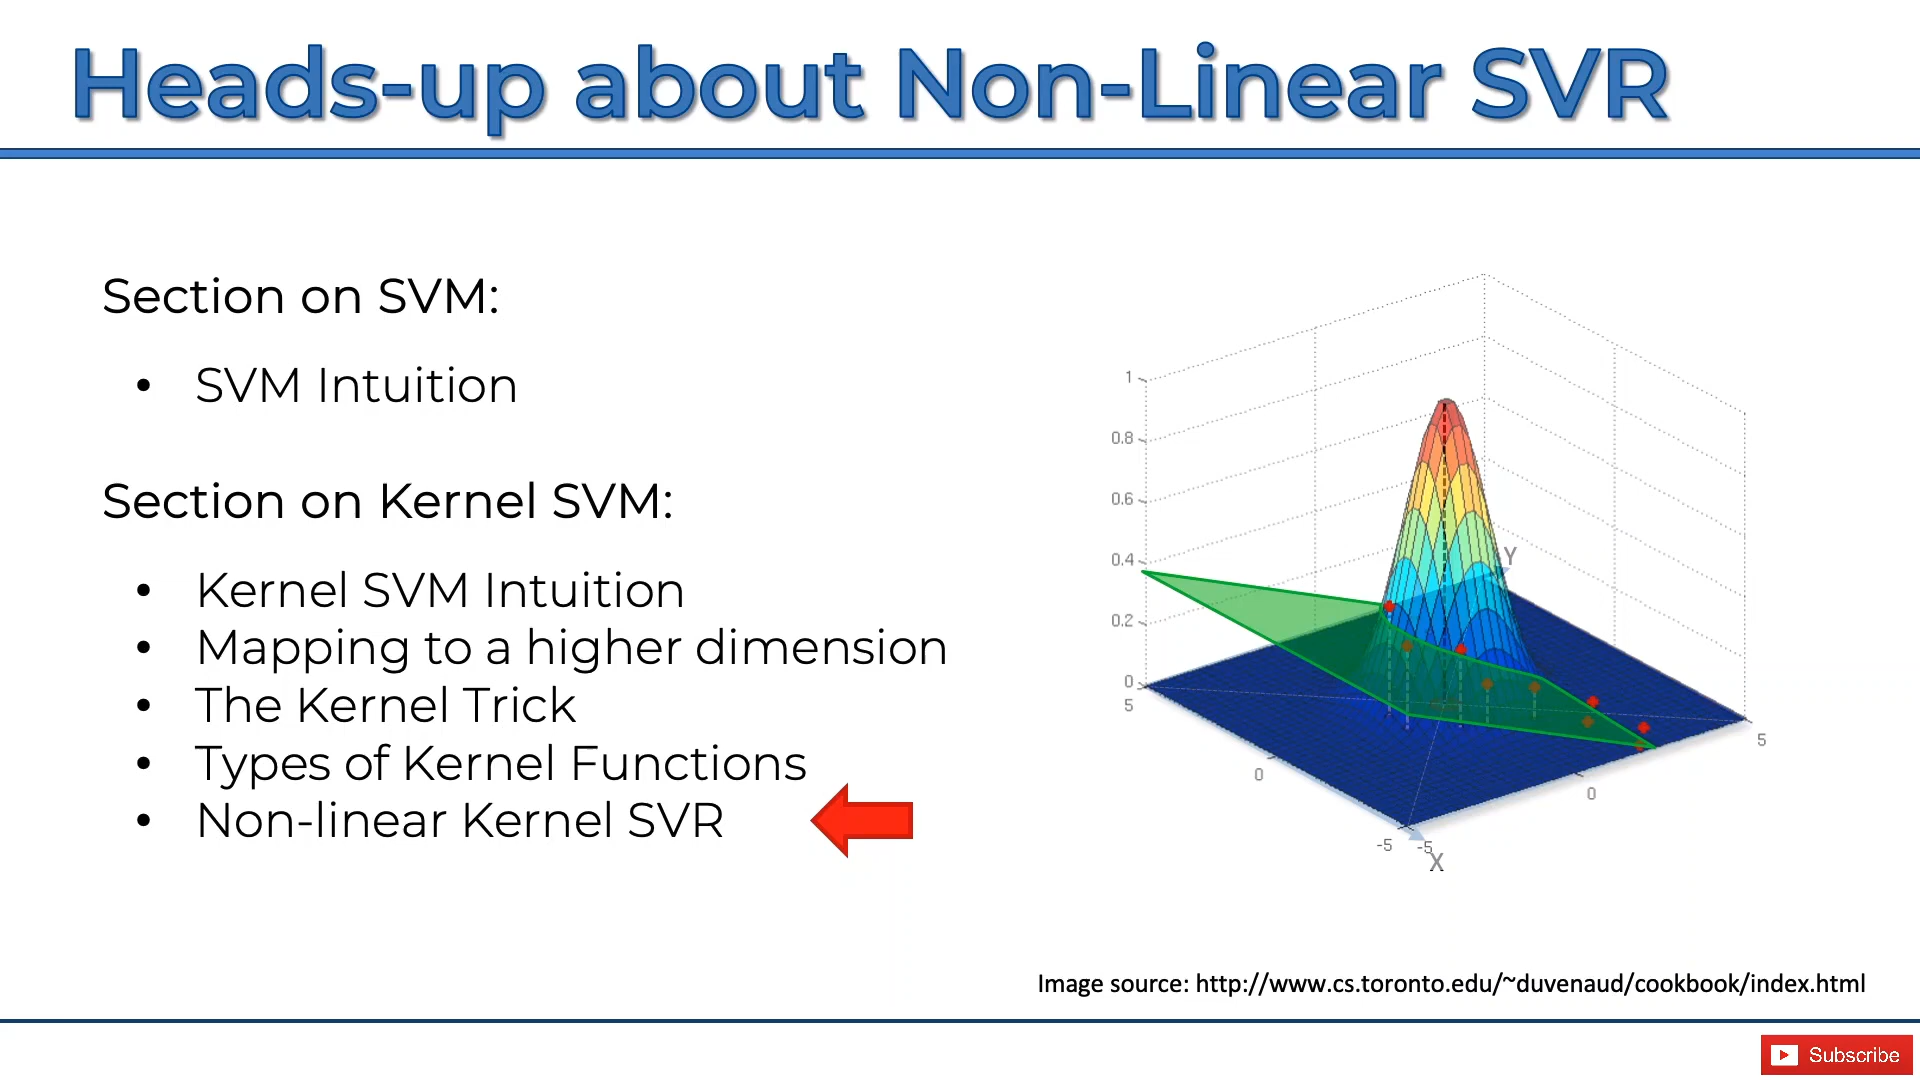 Heads-up about Non-Linear SVR
Section on SVM:
• SVM Intuition
Section on Kernel SVM:
• Kernel SVM Intuition
• Mapping to a higher dimension
• The Kernel Trick
• Types of Kernel Functions
• Non-linear Kernel SVR
1
0.8
0.6
0.4
0.2
0
5
0
-5
-5
0
5
X
Y
Image source: http://www.cs.toronto.edu/~duvenaud/cookbook/index.html
Subscribe